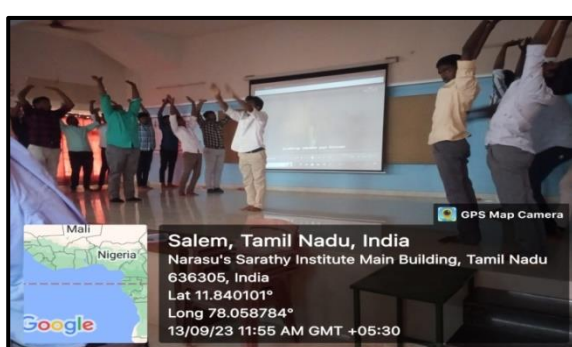 GPS Map Camera
Mali
Nigeria
Google
Salem, Tamil Nadu, India
Narasu's Sarathy Institute Main Building, Tamil Nadu
636305, India
Lat 11.840101°
Long 78.058784°
13/09/23 11:55 AM GMT +05:30